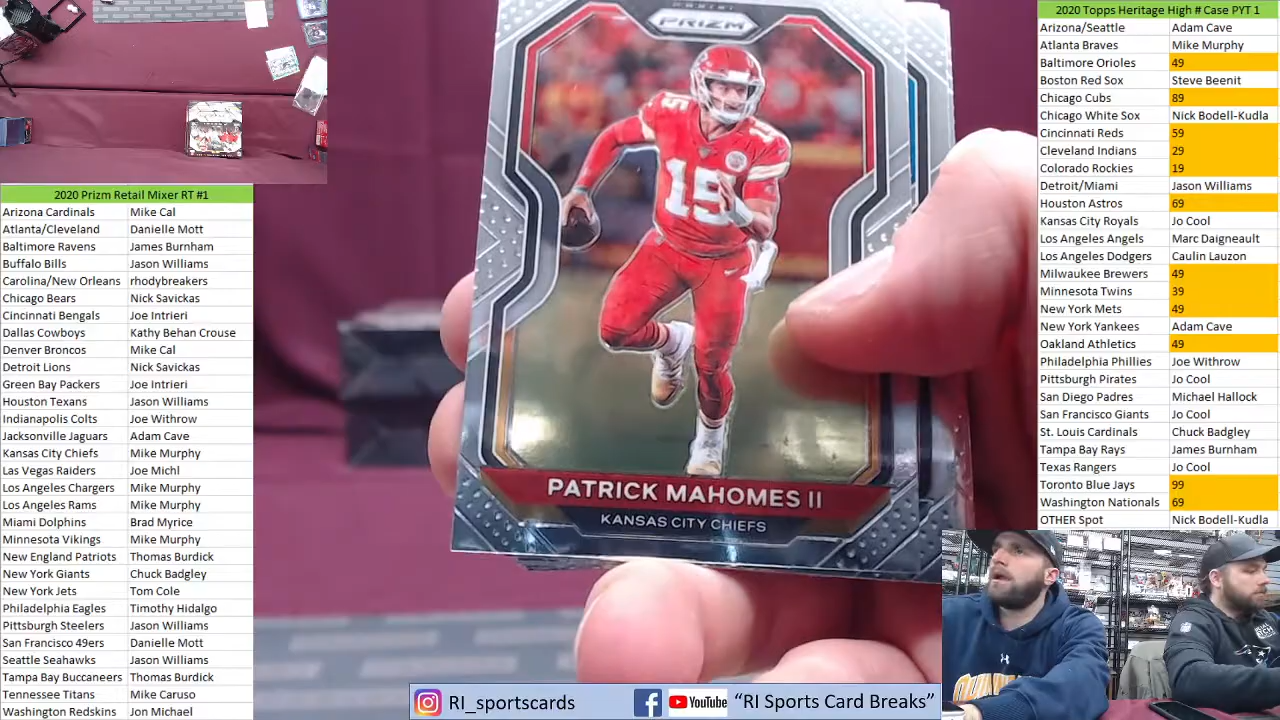 2020 Prizm Retail Mixer RT #1
Arizona Cardinals Mike Cal
Atlanta/Cleveland Danielle Mott
Baltimore Ravens James Burnham
Buffalo Bills Jason Williams
Carolina/New Orleans rhodybreakers
Chicago Bears Nick Savickas
Cincinnati Bengals Joe Intrieri
Dallas Cowboys Kathy Behan Crouse
Denver Broncos Mike Cal
Detroit Lions Nick Savickas
Green Bay Packers Joe Intrieri
Houston Texans Jason Williams
Indianapolis Colts Joe Withrow
Jacksonville Jaguars Adam Cave
Kansas City Chiefs Mike Murphy
Las Vegas Raiders Joe Michl
Los Angeles Chargers Mike Murphy
Los Angeles Rams Mike Murphy
Miami Dolphins Brad Myrice
Minnesota Vikings Mike Murphy
New England Patriots Thomas Burdick
New York Giants Chuck Badgley
New York Jets Tom Cole
Philadelphia Eagles Timothy Hidalgo
Pittsburgh Steelers Jason Williams
San Francisco 49ers Danielle Mott
Seattle Seahawks Jason Williams
Tampa Bay Buccaneers Thomas Burdick
Tennessee Titans Mike Caruso
Washington Redskins Jon Michael
PANINI
PRIZM
15
15
PATRICK MAHOMES II
KANSAS CITY CHIEFS
RI_sportscards
YouTube "RI Sports Card Breaks"
2020 Topps Heritage High # Case PYT 1
Arizona/Seattle Adam Cave
Atlanta Braves Mike Murphy
Baltimore Orioles 49
Boston Red Sox Steve Beenit
Chicago Cubs 89
Chicago White Sox Nick Bodell-Kudla
Cincinnati Reds 59
Cleveland Indians 29
Colorado Rockies 19
Detroit/Miami Jason Williams
Houston Astros 69
Kansas City Royals Jo Cool
Los Angeles Angels Marc Daigneault
Los Angeles Dodgers Caulin Lauzon
Milwaukee Brewers 49
Minnesota Twins 39
New York Mets 49
New York Yankees Adam Cave
Oakland Athletics 49
Philadelphia Phillies Joe Withrow
Pittsburgh Pirates Jo Cool
San Diego Padres Michael Hallock
San Francisco Giants Jo Cool
St. Louis Cardinals Chuck Badgley
Tampa Bay Rays James Burnham
Texas Rangers Jo Cool
Toronto Blue Jays 99
Washington Nationals 69
OTHER Spot Nick Bodell-Kudla